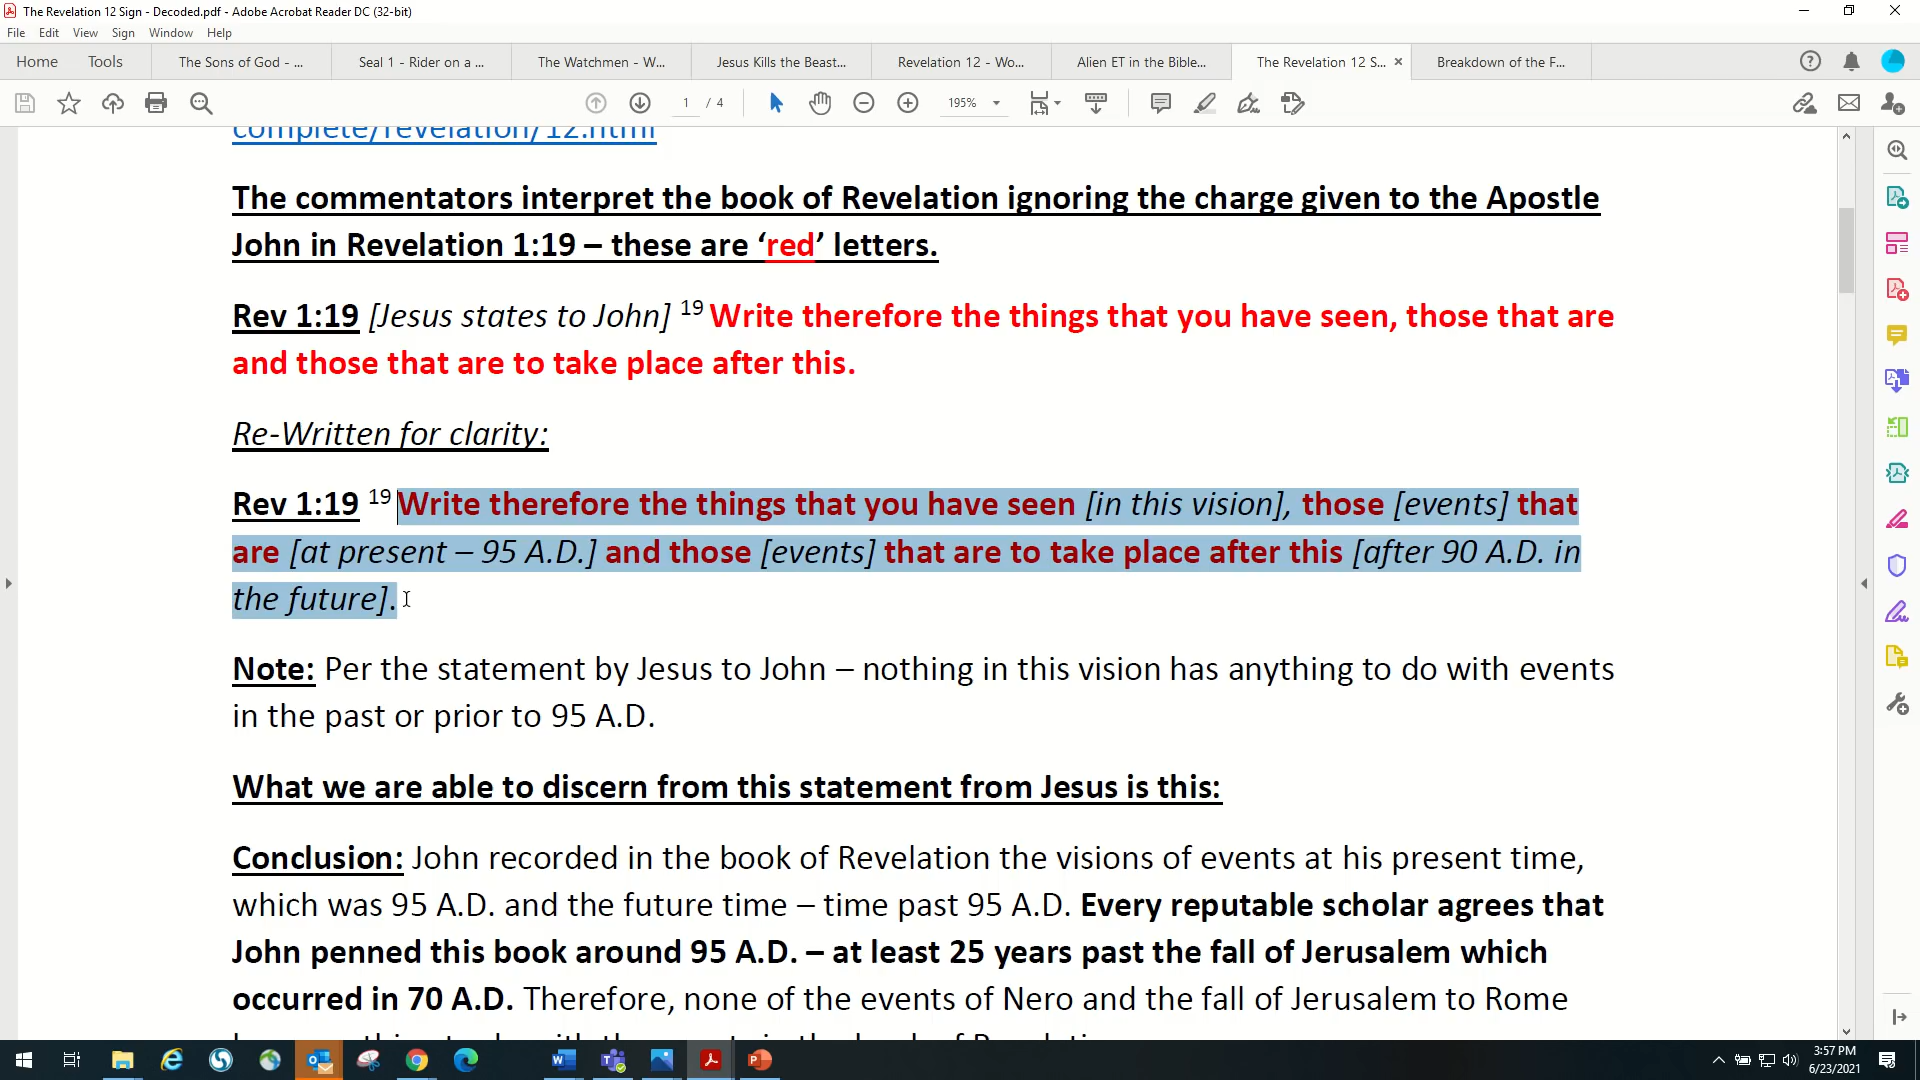 The Revelation 12 Sign - Decoded.pdf - Adobe Acrobat Reader DC (32-bit)
File Edit View Sign Window Help
Home Tools The Sons of God - ... Seal 1 - Rider on a ... The Watchmen - W... Jesus Kills the Beast... Revelation 12 - Wo... Alien ET in the Bible... The Revelation 12 S... Breakdown of the F...
1 / 4 195%
complete/revelation/12.html
The commentators interpret the book of Revelation ignoring the charge given to the Apostle
John in Revelation 1:19 – these are ‘red’ letters.
Rev 1:19 [Jesus states to John] 19 Write therefore the things that you have seen, those that are
and those that are to take place after this.
Re-Written for clarity:
Rev 1:19 19 Write therefore the things that you have seen [in this vision], those [events] that
are [at present – 95 A.D.] and those [events] that are to take place after this [after 90 A.D. in
the future].
Note: Per the statement by Jesus to John – nothing in this vision has anything to do with events
in the past or prior to 95 A.D.
What we are able to discern from this statement from Jesus is this:
Conclusion: John recorded in the book of Revelation the visions of events at his present time,
which was 95 A.D. and the future time – time past 95 A.D. Every reputable scholar agrees that
John penned this book around 95 A.D. – at least 25 years past the fall of Jerusalem which
occurred in 70 A.D. Therefore, none of the events of Nero and the fall of Jerusalem to Rome
3:57 PM
6/23/2021